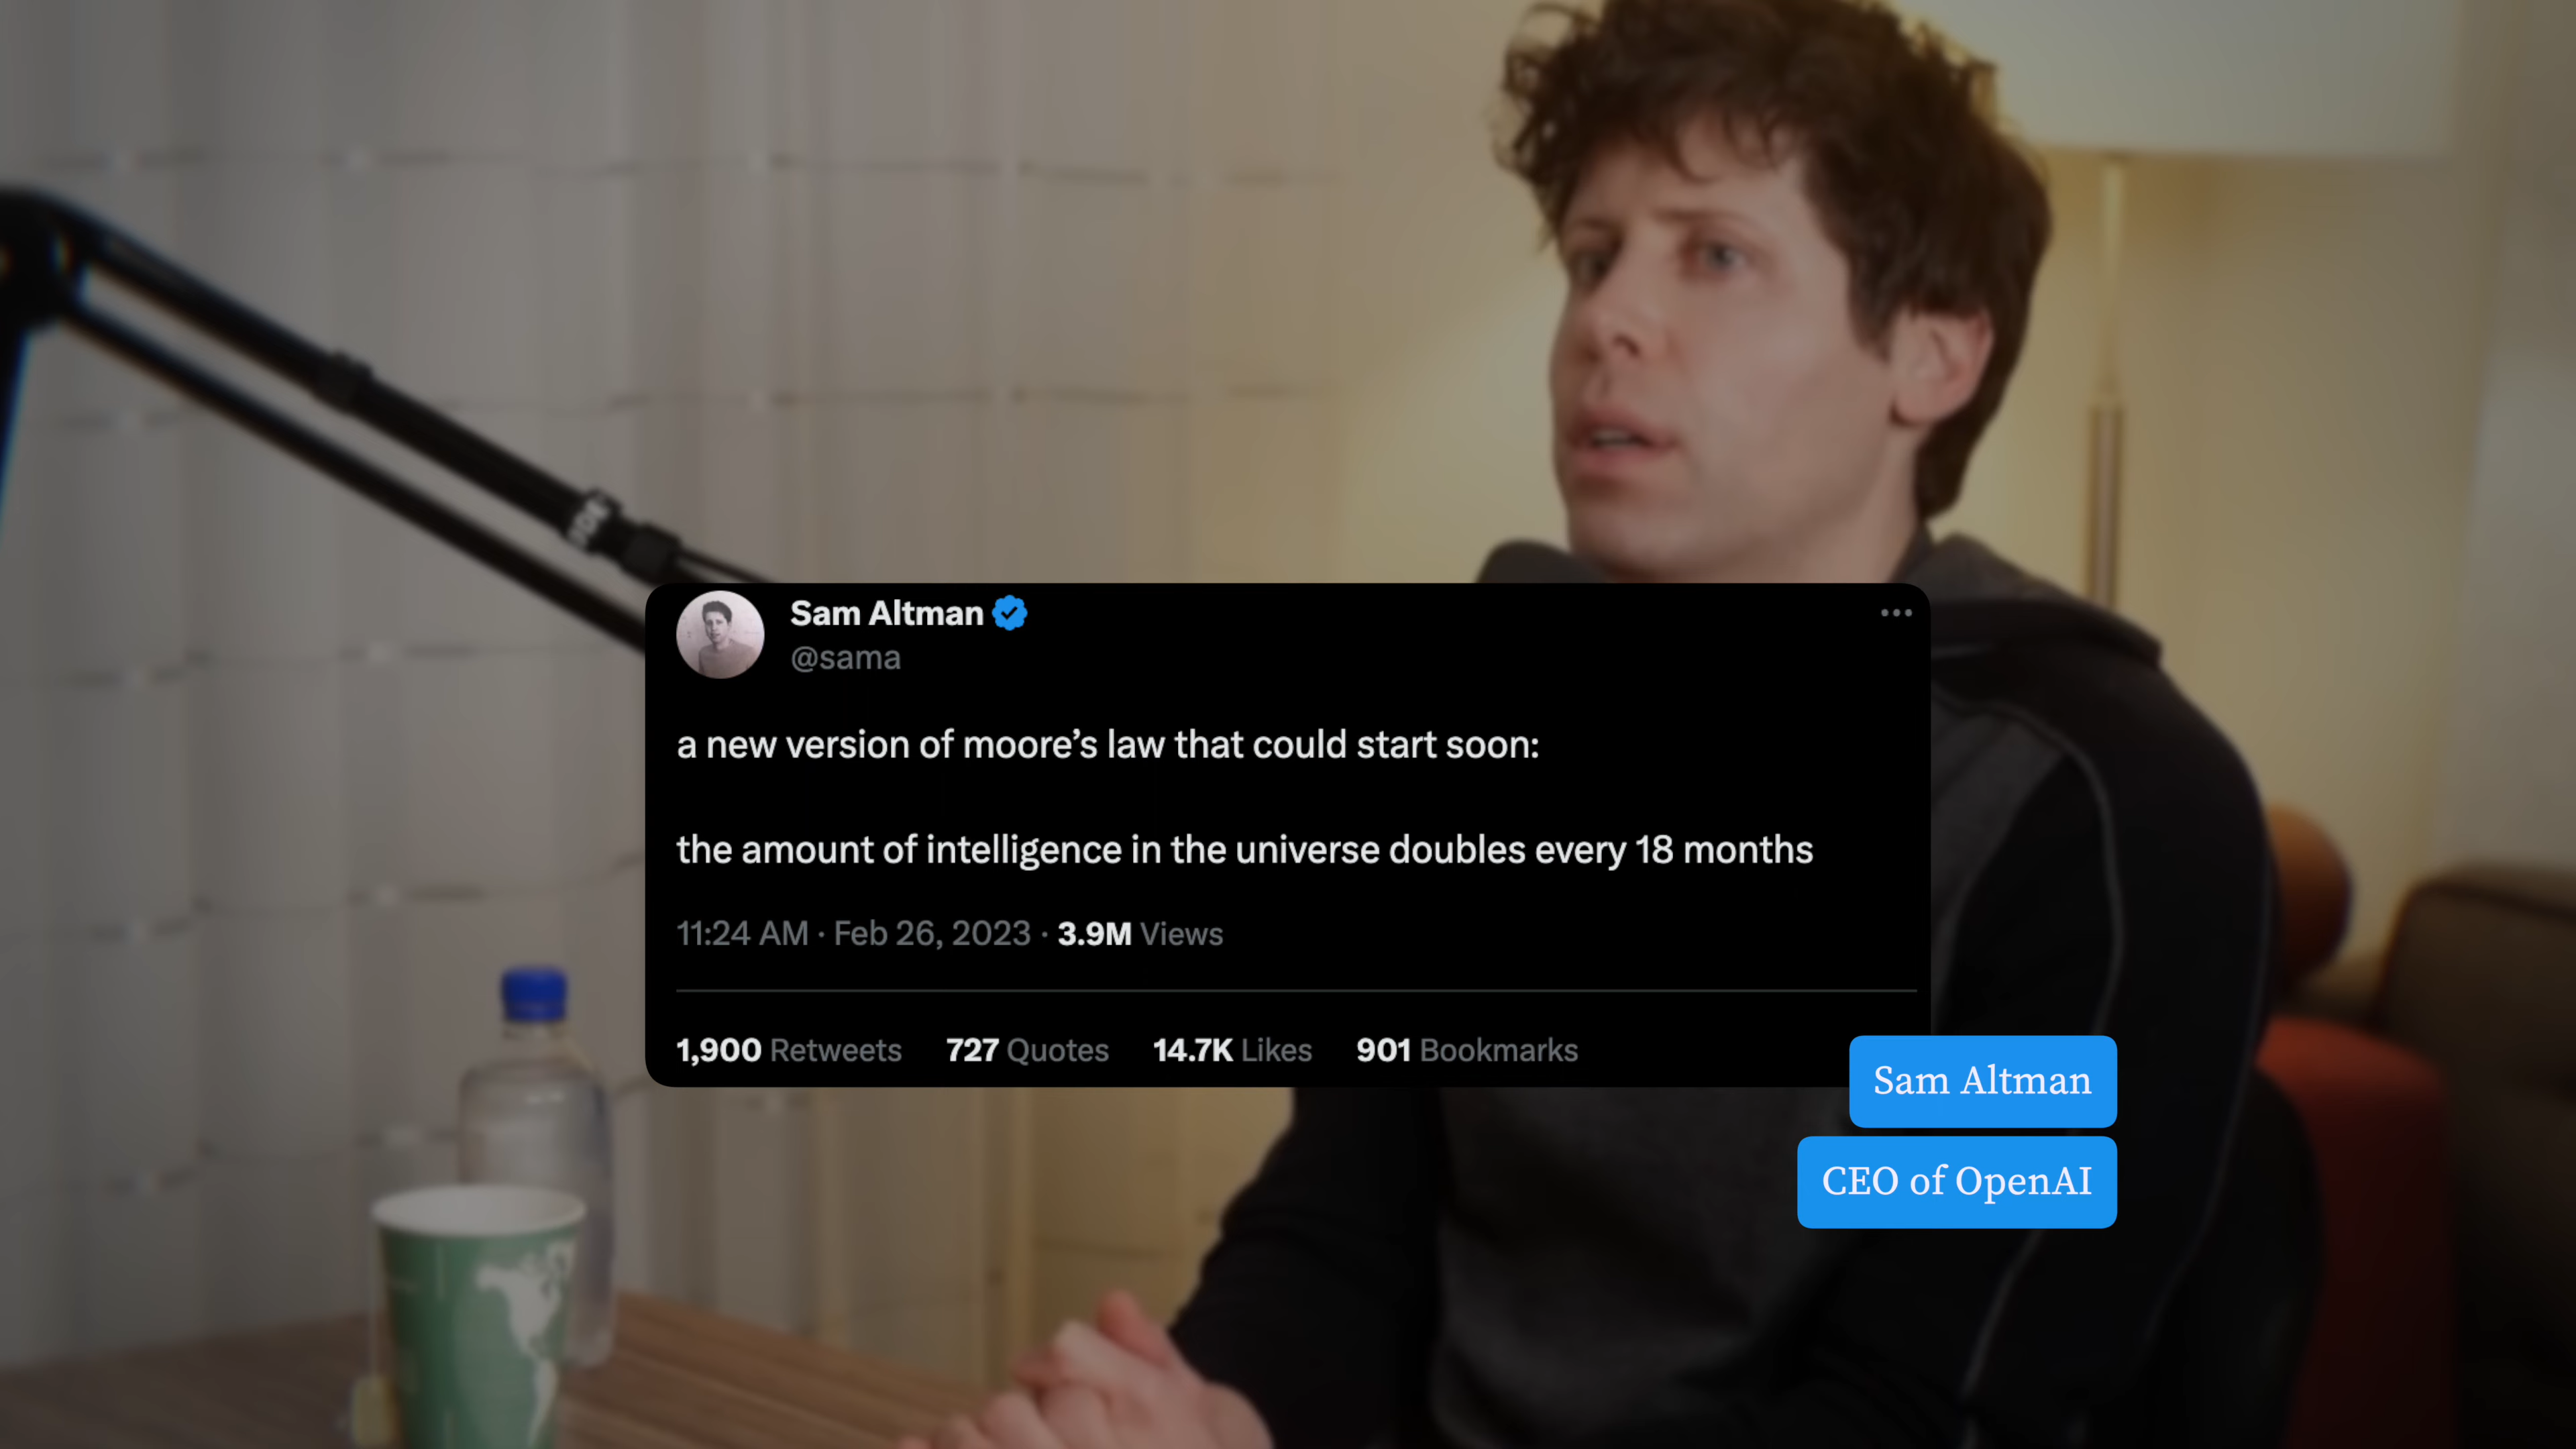 RODE
Sam Altman
@sama
a new version of moore’s law that could start soon:
the amount of intelligence in the universe doubles every 18 months
11:24 AM · Feb 26, 2023 · 3.9M Views
1,900 Retweets 727 Quotes 14.7K Likes 901 Bookmarks
Sam Altman
CEO of OpenAI